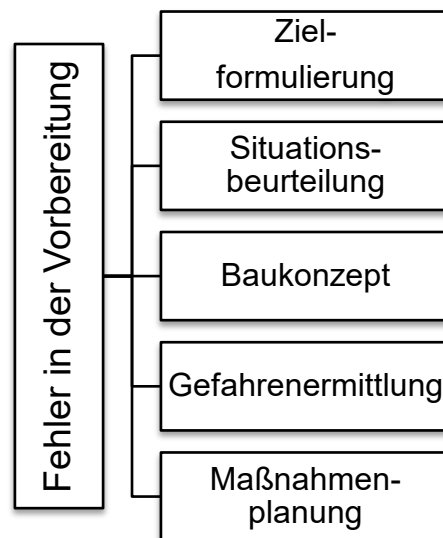 Fehler in der Vorbereitung
Ziel-
formulierung
Situations-
beurteilung
Baukonzept
Gefahrenermittlung
Maßnahmen-
planung